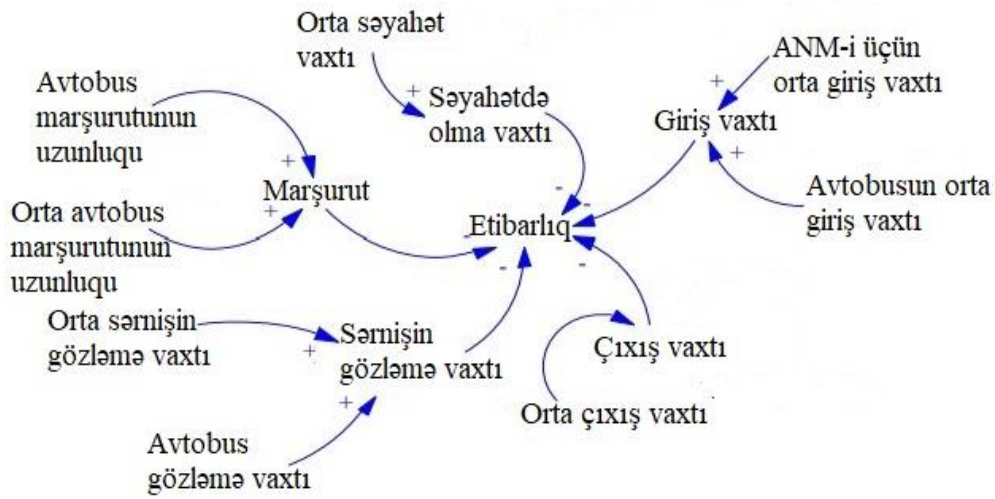 Orta səyahət
vaxtı
ANM-i üçün
orta giriş vaxtı
Avtobus
marşurutunun
uzunluqu
+
Səyahətdə
olma vaxtı
+
Giriş vaxtı
+
+
Marşurut
+
Avtobusun orta
giriş vaxtı
Orta avtobus
marşurutunun
uzunluqu
-
-
Etibarlıq
-
-
-
Orta sərnişin
gözləmə vaxtı
+
Sərnişin
gözləmə vaxtı
Çıxış vaxtı
+
Orta çıxış vaxtı
Avtobus
gözləmə vaxtı